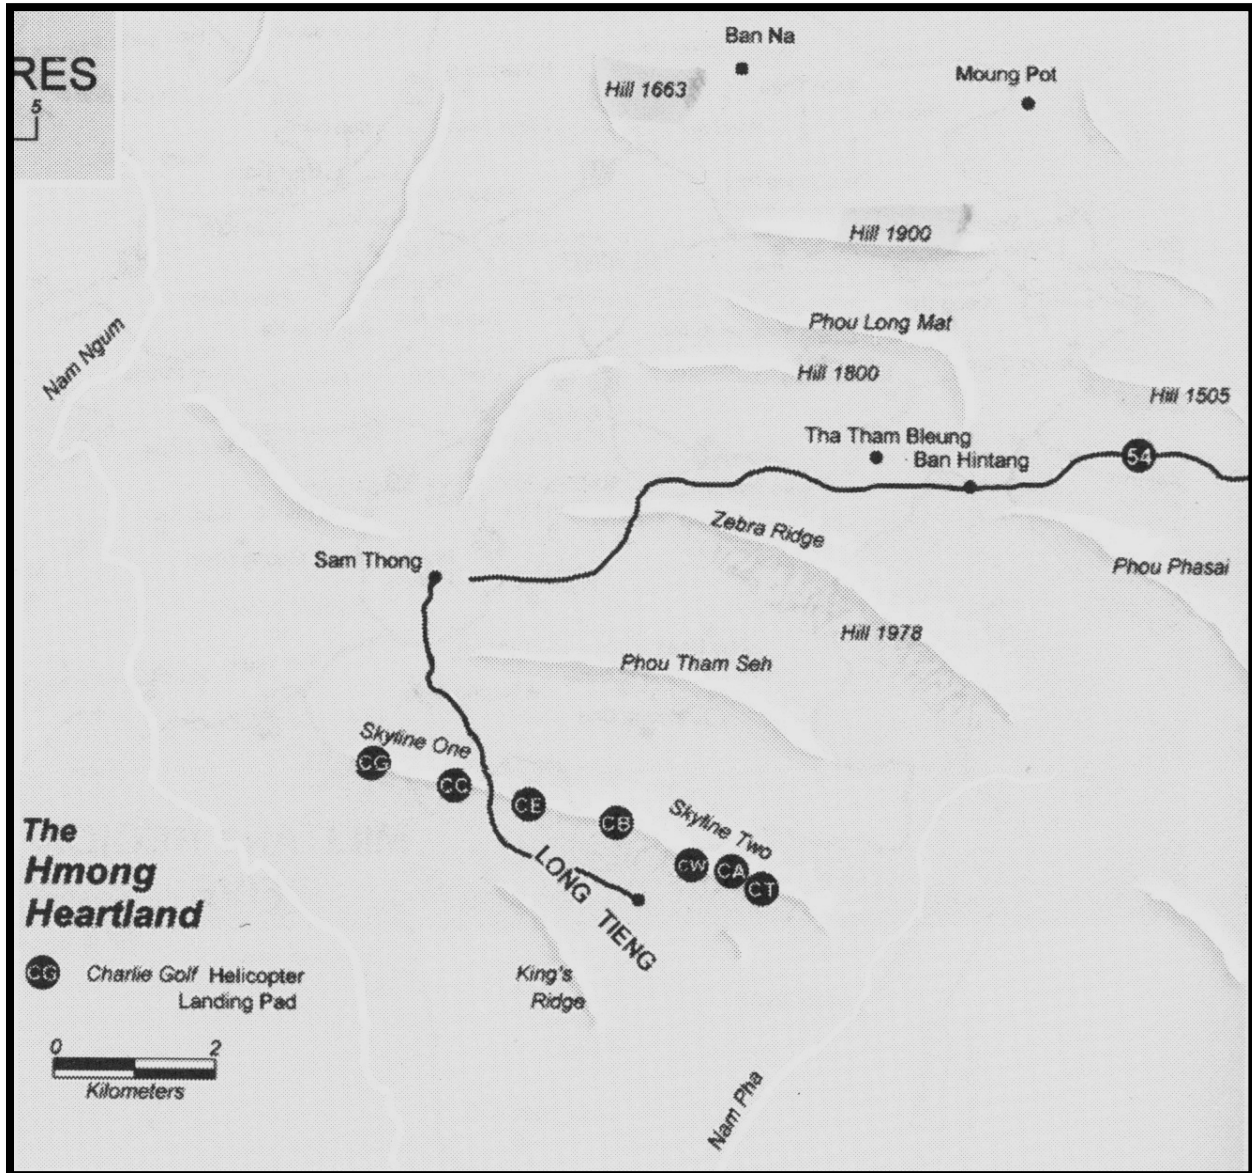 RES
5
Ban Na
Moung Pot
Hill 1663
Hill 1900
Nam Ngum
Phou Long Mat
Hill 1800
Hill 1505
Tha Tham Bleung
Ban Hintang
54
Zebra Ridge
Sam Thong
Phou Phasai
Hill 1978
Phou Tham Seh
Skyline One
CG
CC
CE
CB
Skyline Two
CW
CA
CT
LONG TIENG
The
Hmong
Heartland
CG Charlie Golf Helicopter
Landing Pad
King's
Ridge
0 2
Kilometers
Nam Pha